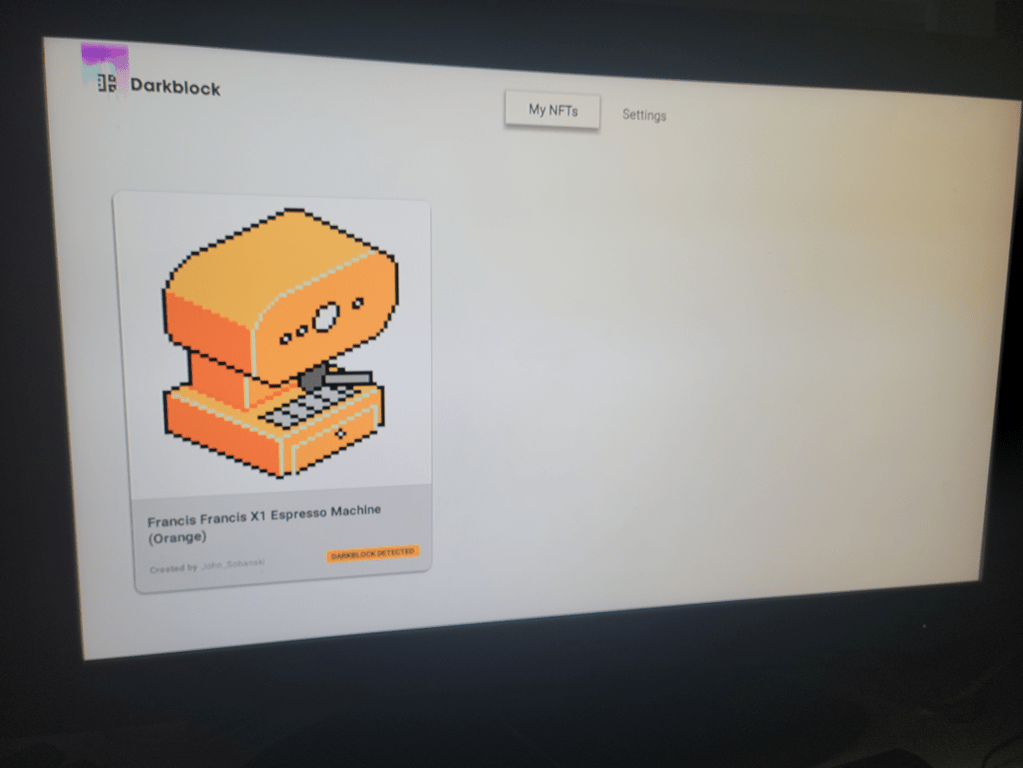 Darkblock
My NFTs
Settings
Francis Francis X1 Espresso Machine
(Orange)
Created by John_Sobanski
DARKBLOCK DETECTED